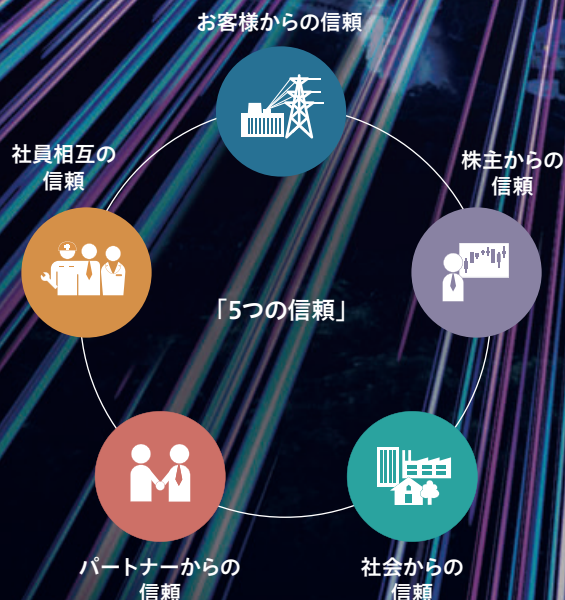 お客様からの信頼
社員相互の
信頼
株主からの
信頼
「5つの信頼」
パートナーからの
信頼
社会からの
信頼